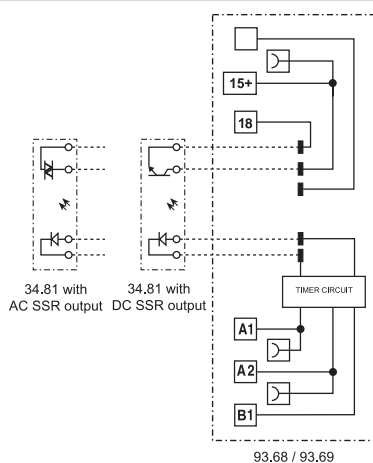 15+
18
34.81 with
AC SSR output
34.81 with
DC SSR output
TIMER CIRCUIT
A1
A2
B1
93.68 / 93.69